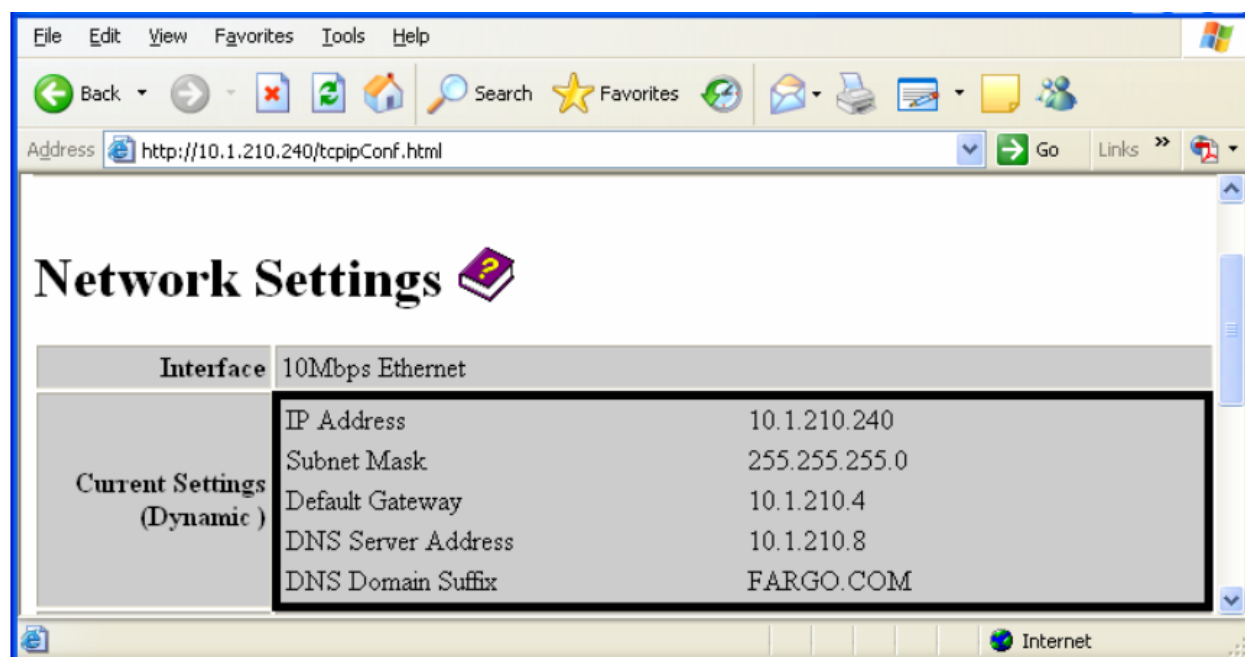 File Edit View Favorites Tools Help
Back Search Favorites
Address http://10.1.210.240/tcpipConf.html Go Links »
Network Settings ?
Interface 10Mbps Ethernet
Current Settings (Dynamic )
IP Address 10.1.210.240
Subnet Mask 255.255.255.0
Default Gateway 10.1.210.4
DNS Server Address 10.1.210.8
DNS Domain Suffix FARGO.COM
Internet